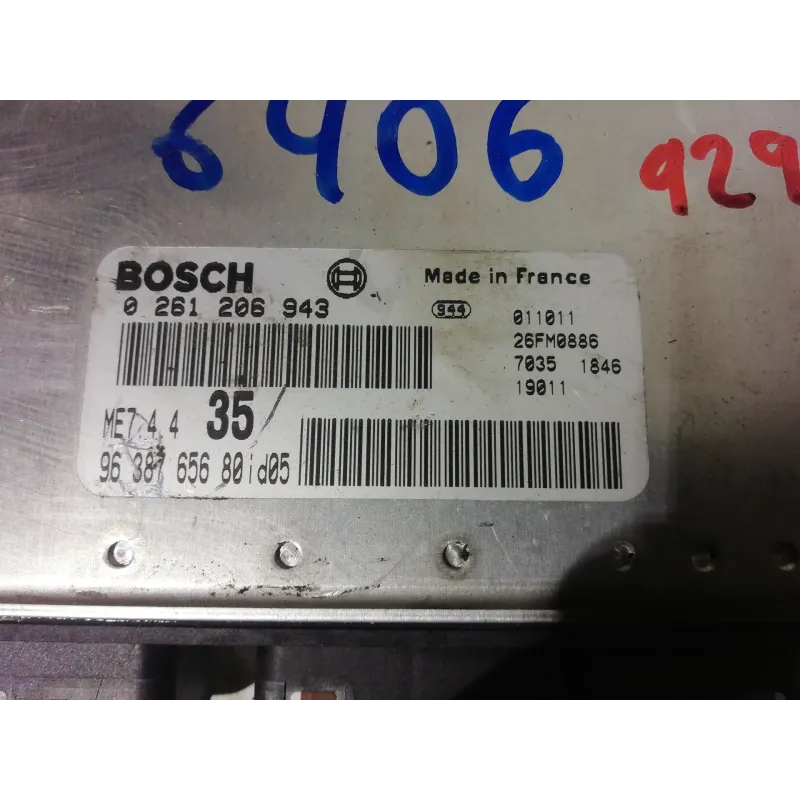 6406
929
BOSCH
Made in France
0 261 206 943
944
011011
26FM0886
7035 1846
19011
ME7.4.4 35
96 387 656 80 id05